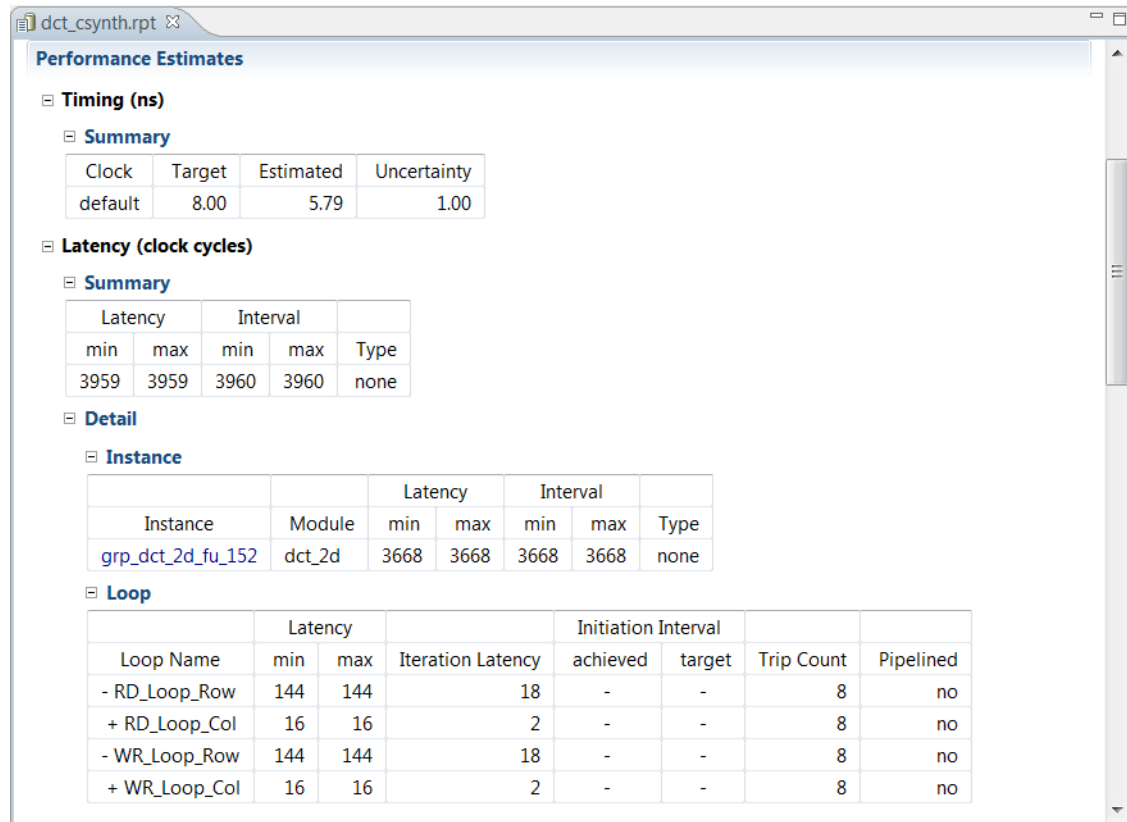 dct_csynth.rpt
Performance Estimates
Timing (ns)
Summary
Clock Target Estimated Uncertainty
default 8.00 5.79 1.00
Latency (clock cycles)
Summary
Latency Interval
min max min max Type
3959 3959 3960 3960 none
Detail
Instance
Latency Interval
Instance Module min max min max Type
grp_dct_2d_fu_152 dct_2d 3668 3668 3668 3668 none
Loop
Latency Initiation Interval
Loop Name min max Iteration Latency achieved target Trip Count Pipelined
- RD_Loop_Row 144 144 18 - - 8 no
+ RD_Loop_Col 16 16 2 - - 8 no
- WR_Loop_Row 144 144 18 - - 8 no
+ WR_Loop_Col 16 16 2 - - 8 no